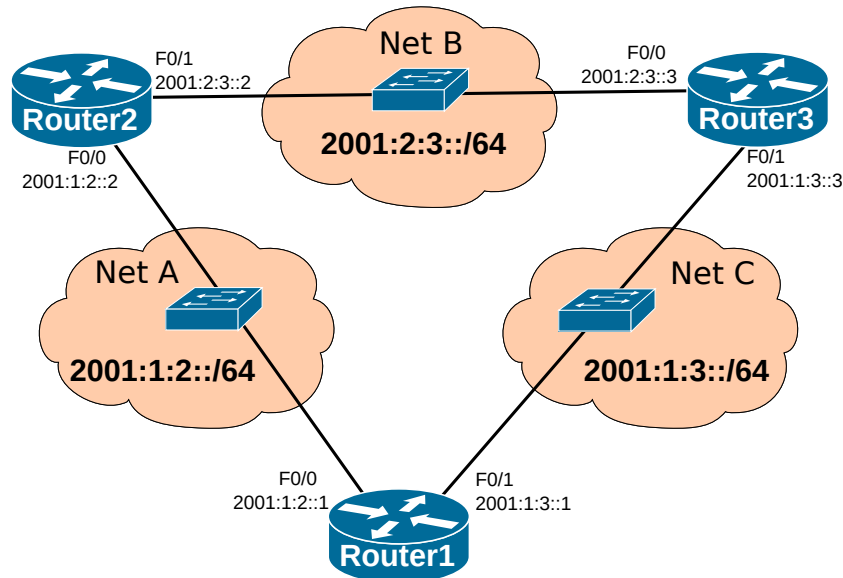 Net B
F0/1
2001:2:3::2
F0/0
2001:2:3::3
Router2
Router3
2001:2:3::/64
F0/0
2001:1:2::2
F0/1
2001:1:3::3
Net A
Net C
2001:1:2::/64
2001:1:3::/64
F0/0
2001:1:2::1
F0/1
2001:1:3::1
Router1